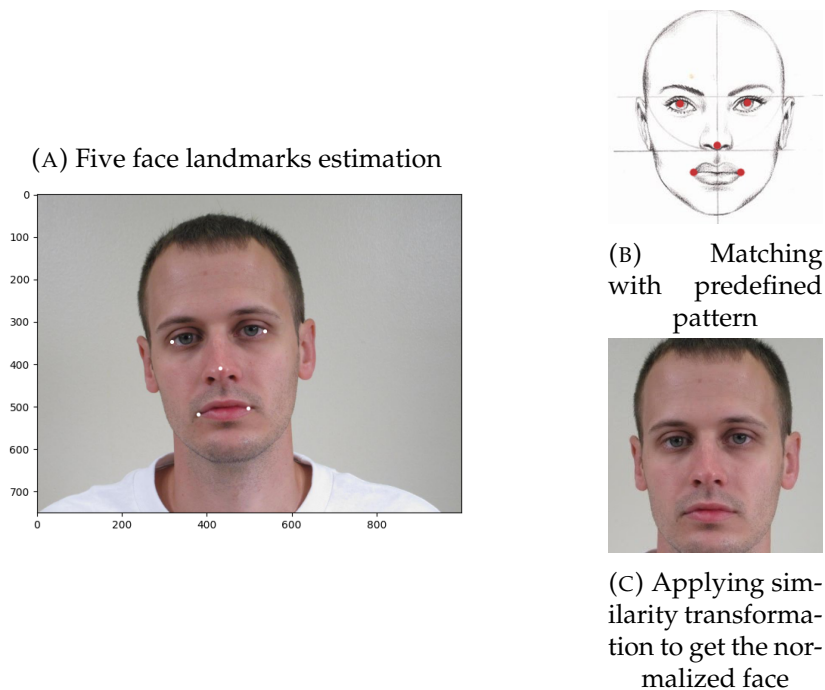 (A) Five face landmarks estimation
0
100
200
300
400
500
600
700
0 200 400 600 800
(B) Matching
with predefined
pattern
(C) Applying sim-
ilarity transforma-
tion to get the nor-
malized face